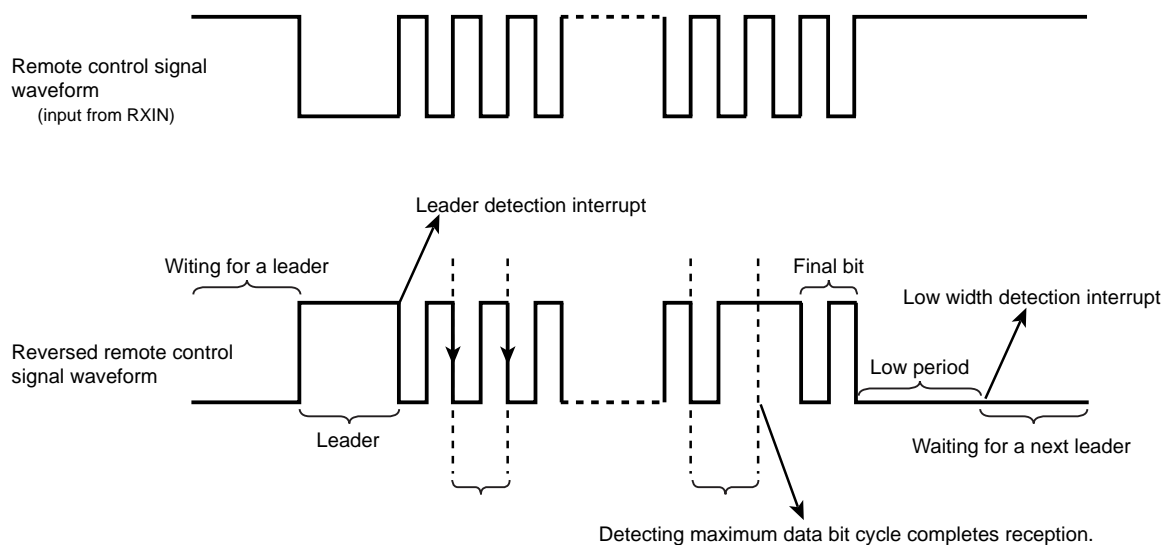 Remote control signal
waveform
(input from RXIN)
Leader detection interrupt
Witing for a leader
Final bit
Low width detection interrupt
Reversed remote control
signal waveform
Low period
Leader
Waiting for a next leader
Detecting maximum data bit cycle completes reception.